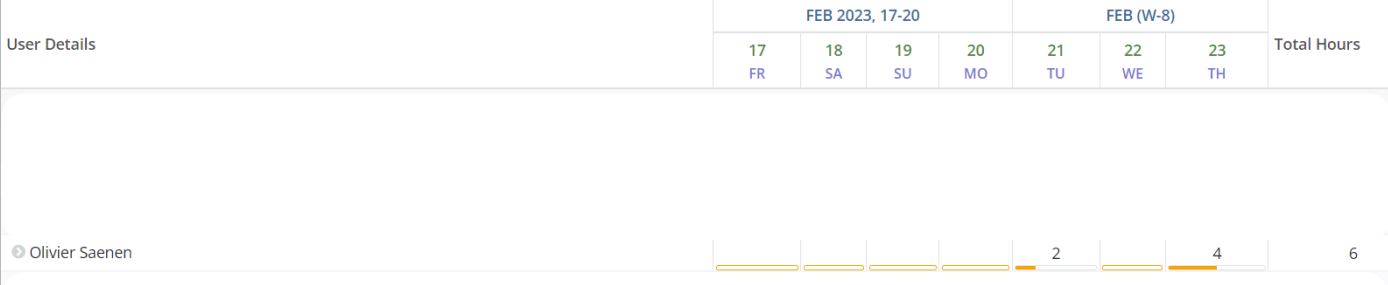 FEB 2023, 17-20 FEB (W-8)
User Details Total Hours
17 18 19 20 21 22 23
FR SA SU MO TU WE TH
Olivier Saenen 2 4 6